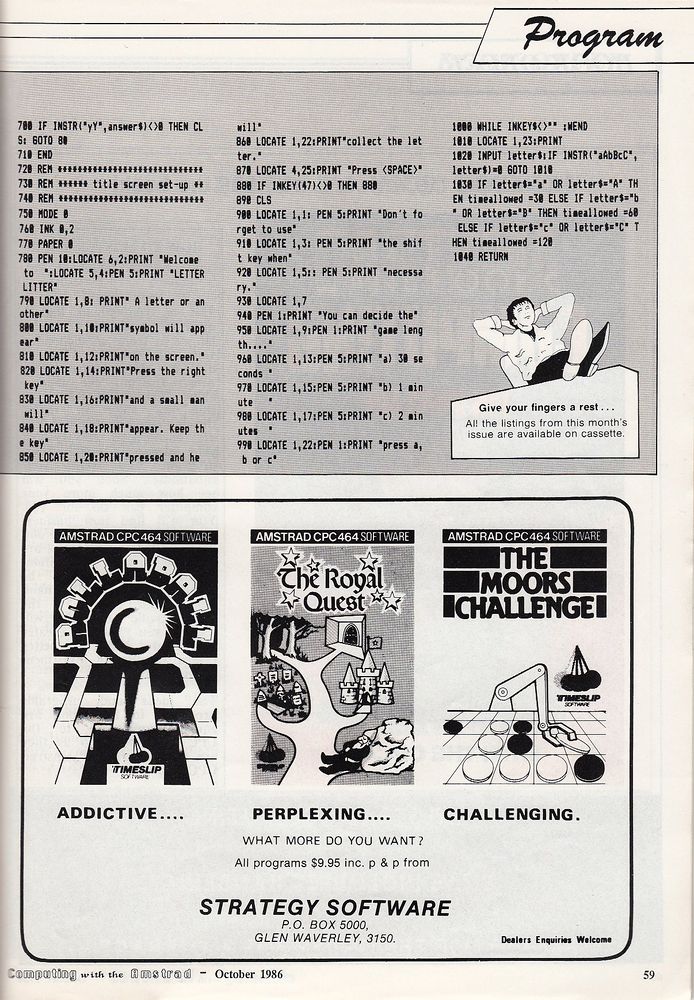 Program
700 IF INSTR("yY",answer$)<>0 THEN CL
S: GOTO 80
710 END
720 REM ****************************
730 REM ****** title screen set-up **
740 REM ****************************
750 MODE 0
760 INK 0,2
770 PAPER 0
780 PEN 10:LOCATE 6,2:PRINT"Welcome
to  ":LOCATE 5,4:PEN 5:PRINT "LETTER
LITTER"
790 LOCATE 1,8: PRINT" A letter or an
other"
800 LOCATE 1,10:PRINT"symbol will app
ear"
810 LOCATE 1,12:PRINT"on the screen."
820 LOCATE 1,14:PRINT"Press the right
key"
830 LOCATE 1,16:PRINT"and a small man
will"
840 LOCATE 1,18:PRINT"appear. Keep th
e key"
850 LOCATE 1,20:PRINT"pressed and he
will"
860 LOCATE 1,22:PRINT"collect the let
ter."
870 LOCATE 4,25:PRINT "Press <SPACE>"
880 IF INKEY(47)<>0 THEN 880
890 CLS
900 LOCATE 1,1: PEN 5:PRINT "Don't fo
rget to use"
910 LOCATE 1,3: PEN 5:PRINT "the shif
t key when"
920 LOCATE 1,5:: PEN 5:PRINT "necessa
ry."
930 LOCATE 1,7
940 PEN 1:PRINT "You can decide the"
950 LOCATE 1,9:PEN 1:PRINT "game leng
th...."
960 LOCATE 1,13:PEN 5:PRINT "a) 30 se
conds "
970 LOCATE 1,15:PEN 5:PRINT "b) 1 min
ute  "
980 LOCATE 1,17:PEN 5:PRINT "c) 2 min
utes  "
990 LOCATE 1,22:PEN 1:PRINT "press a,
b or c"
1000 WHILE INKEY$<>"" :WEND
1010 LOCATE 1,23:PRINT
1020 INPUT letter$:IF INSTR("aAbBcC",
letter$)=0 GOTO 1010
1030 IF letter$="a" OR letter$="A" TH
EN timeallowed =30 ELSE IF letter$="b
" OR letter$="B" THEN timeallowed =60
ELSE IF letter$="c" OR letter$="C" T
HEN timeallowed =120
1040 RETURN
Give your fingers a rest...
All the listings from this month's
issue are available on cassette.
AMSTRAD CPC464 SOFTWARE
BALLADALL
TIMESLIP
SOFTWARE
AMSTRAD CPC 464 SOFTWARE
The Royal
Quest
AMSTRAD CPC 464 SOFTWARE
THE
MOORS
CHALLENGE
TIMESLIP
SOFTWARE
ADDICTIVE....
PERPLEXING....
CHALLENGING.
WHAT MORE DO YOU WANT?
All programs $9.95 inc. p & p from
STRATEGY SOFTWARE
P.O. BOX 5000,
GLEN WAVERLEY, 3150.
Dealers Enquiries Welcome
Computing with the Amstrad - October 1986
59